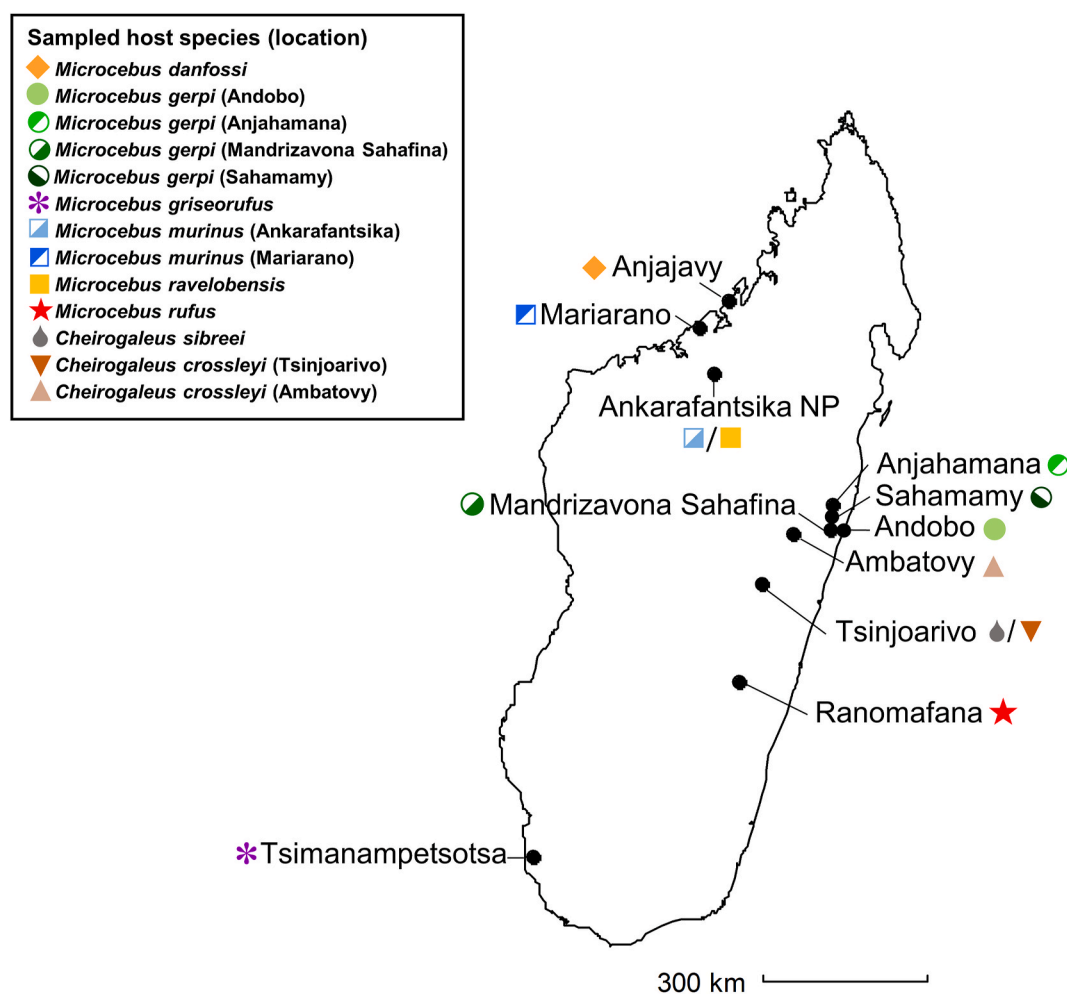 Sampled host species (location)
Microcebus danfossi
Microcebus gerpi (Andobo)
Microcebus gerpi (Anjahamana)
Microcebus gerpi (Mandrizavona Sahafina)
Microcebus gerpi (Sahamamy)
Microcebus griseorufus
Microcebus murinus (Ankarafantsika)
Microcebus murinus (Mariarano)
Microcebus ravelobensis
Microcebus rufus
Cheirogaleus sibreei
Cheirogaleus crossleyi (Tsinjoarivo)
Cheirogaleus crossleyi (Ambatovy)
Anjajavy
Mariarano
Ankarafantsika NP
/
Anjahamana
Sahamamy
Mandrizavona Sahafina
Andobo
Ambatovy
Tsinjoarivo /
Ranomafana
Tsimanampetsotsa
300 km